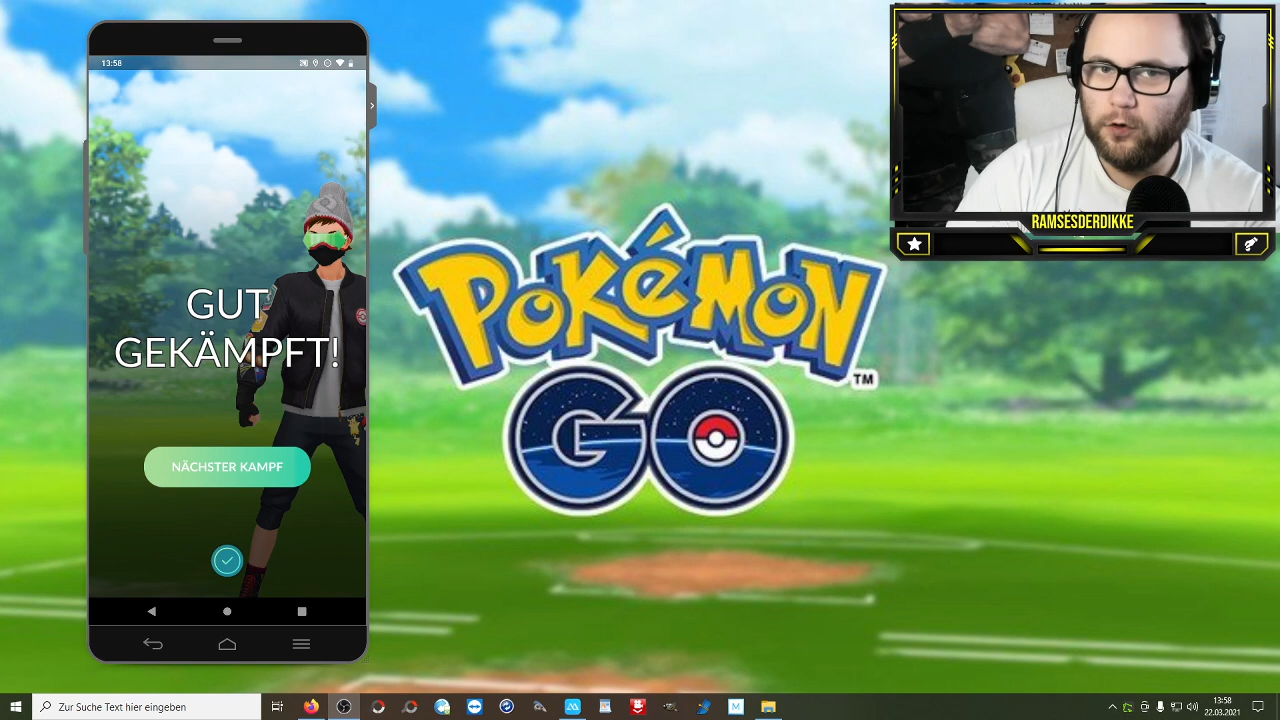 13:58
GUT
GEKÄMPFT!
NÄCHSTER KAMPF
POKÉMON
TM
GO
RAMSESDERDIKKE
Zur Suche Text hier eingeben
M
13:58
22.03.2021